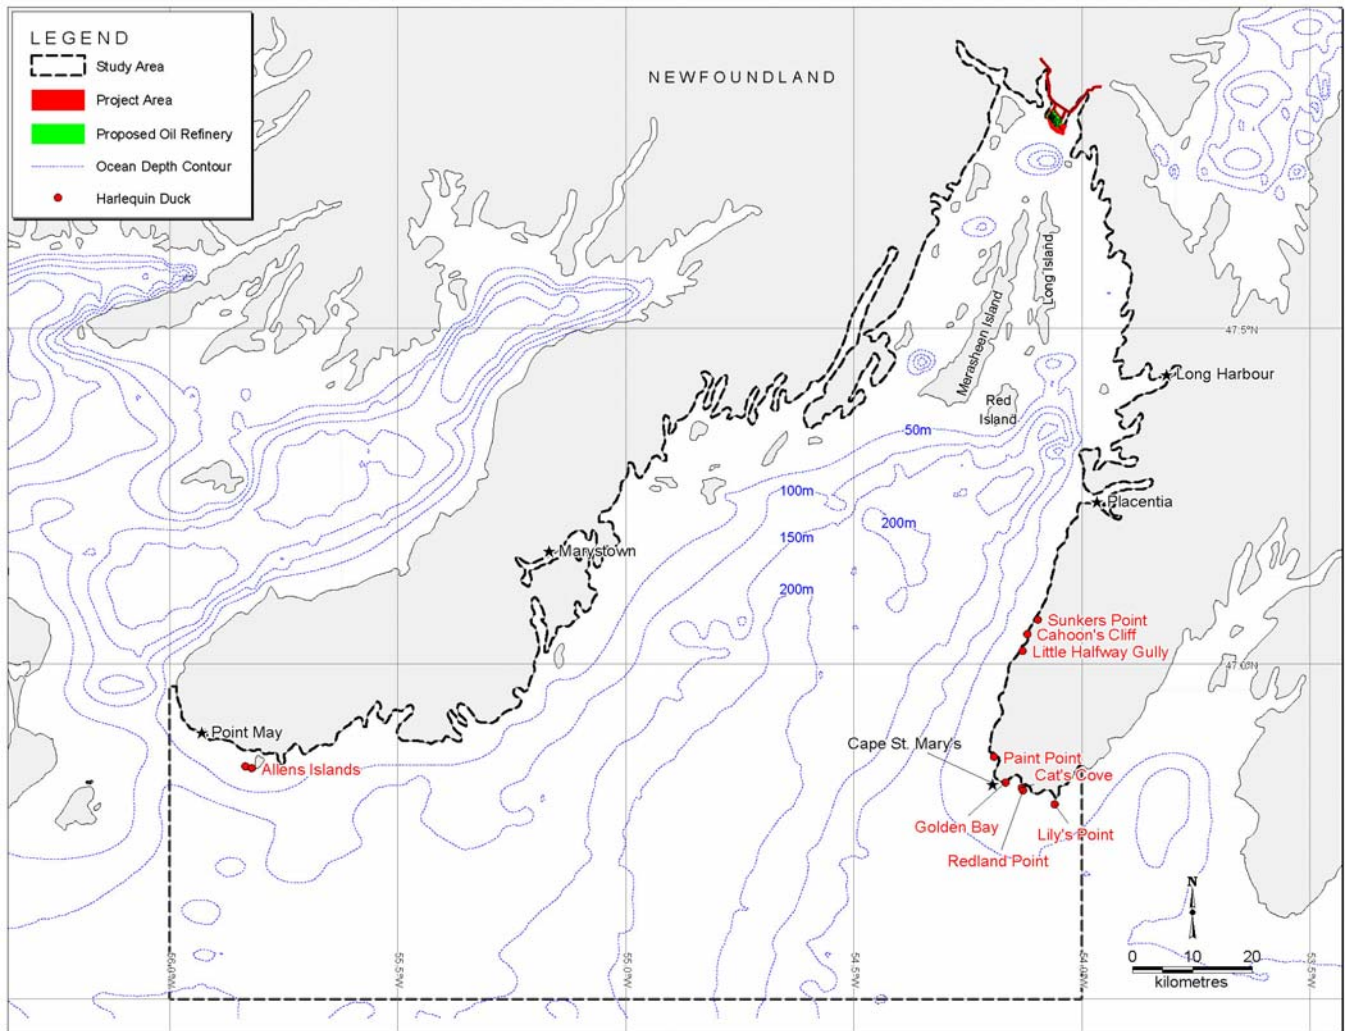 LEGEND
Study Area
Project Area
Proposed Oil Refinery
Ocean Depth Contour
Harlequin Duck
NEWFOUNDLAND
Long Island
Merasheen Island
47.5°N
Long Harbour
Red
Island
50m
100m
Placentia
200m
150m
Marystown
200m
Sunkers Point
Cahoon's Cliff
Little Halfway Gully
47.0°N
Point May
Cape St. Mary's
Paint Point
Allens Islands
Cat's Cove
Golden Bay
Lily's Point
Redland Point
N
56.0°W
55.5°W
55.0°W
54.5°W
54.0°W
53.5°W
0 10 20
kilometres